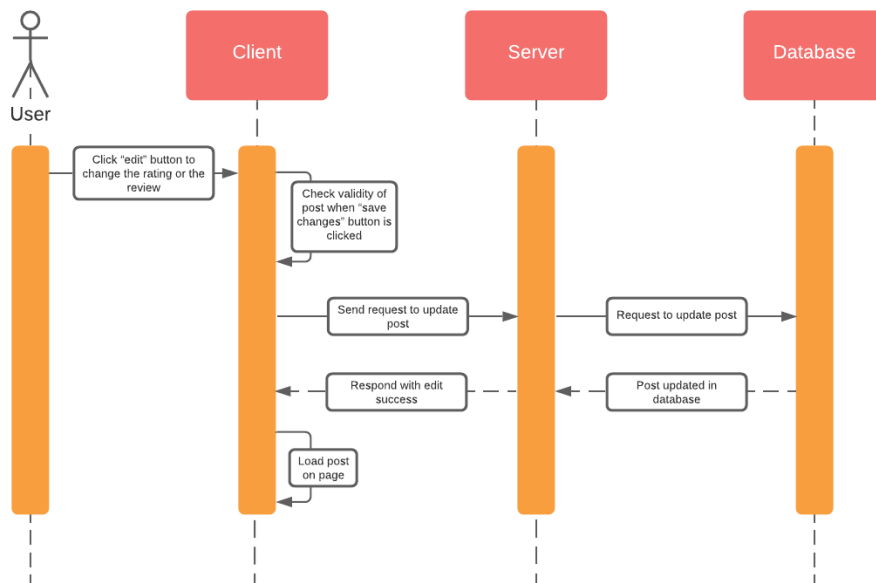 Client
Server
Database
User
Click “edit” button to
change the rating or the
review
Check validity of
post when “save
changes” button is
clicked
Send request to update
post
Request to update post
Respond with edit
success
Post updated in
database
Load post
on page